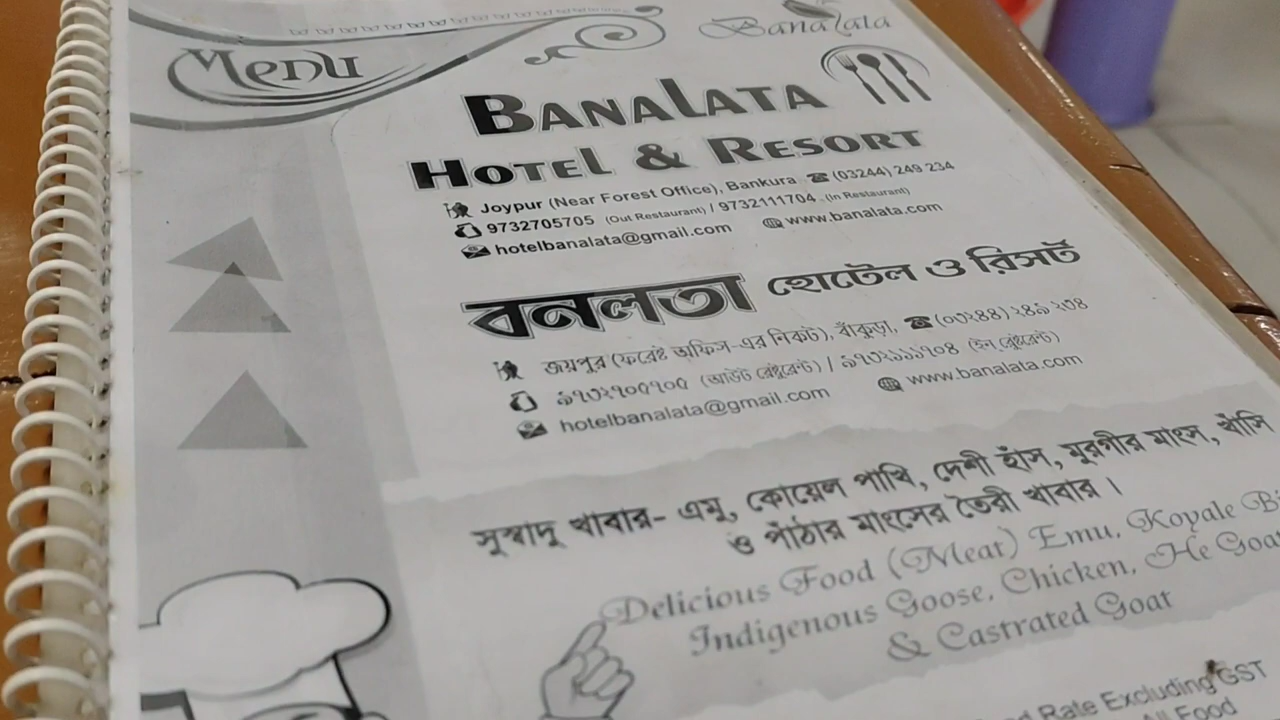 Menu
Banalata
BANALATA
HOTEL & RESORT
Joypur (Near Forest Office), Bankura ☎ (03244) 249 234
9732705705 (Out Restaurant) / 9732111704 (In Restaurant)
hotelbanalata@gmail.com www.banalata.com
বনলতা হোটেল ও রিসর্ট
জয়পুর (ফরেষ্ট অফিস-এর নিকট), বাঁকুড়া, ☎ (০৩২৪৪) ২৪৯ ২৩৪
৯৭৩২৭০৫৭০৫ (আউট রেষ্টুরেন্ট) / ৯৭৩২১১১৭০৪ (ইন্ রেষ্টুরেন্ট)
hotelbanalata@gmail.com www.banalata.com
সুস্বাদু খাবার- এমু, কোয়েল পাখি, দেশী হাঁস, মুরগীর মাংস, খাঁসি
ও পাঁঠার মাংসের তৈরী খাবার।
Delicious Food (Meat) Emu, Koyale
Indigenous Goose, Chicken, He Goat
& Castrated Goat
Rate Excluding GST
Food